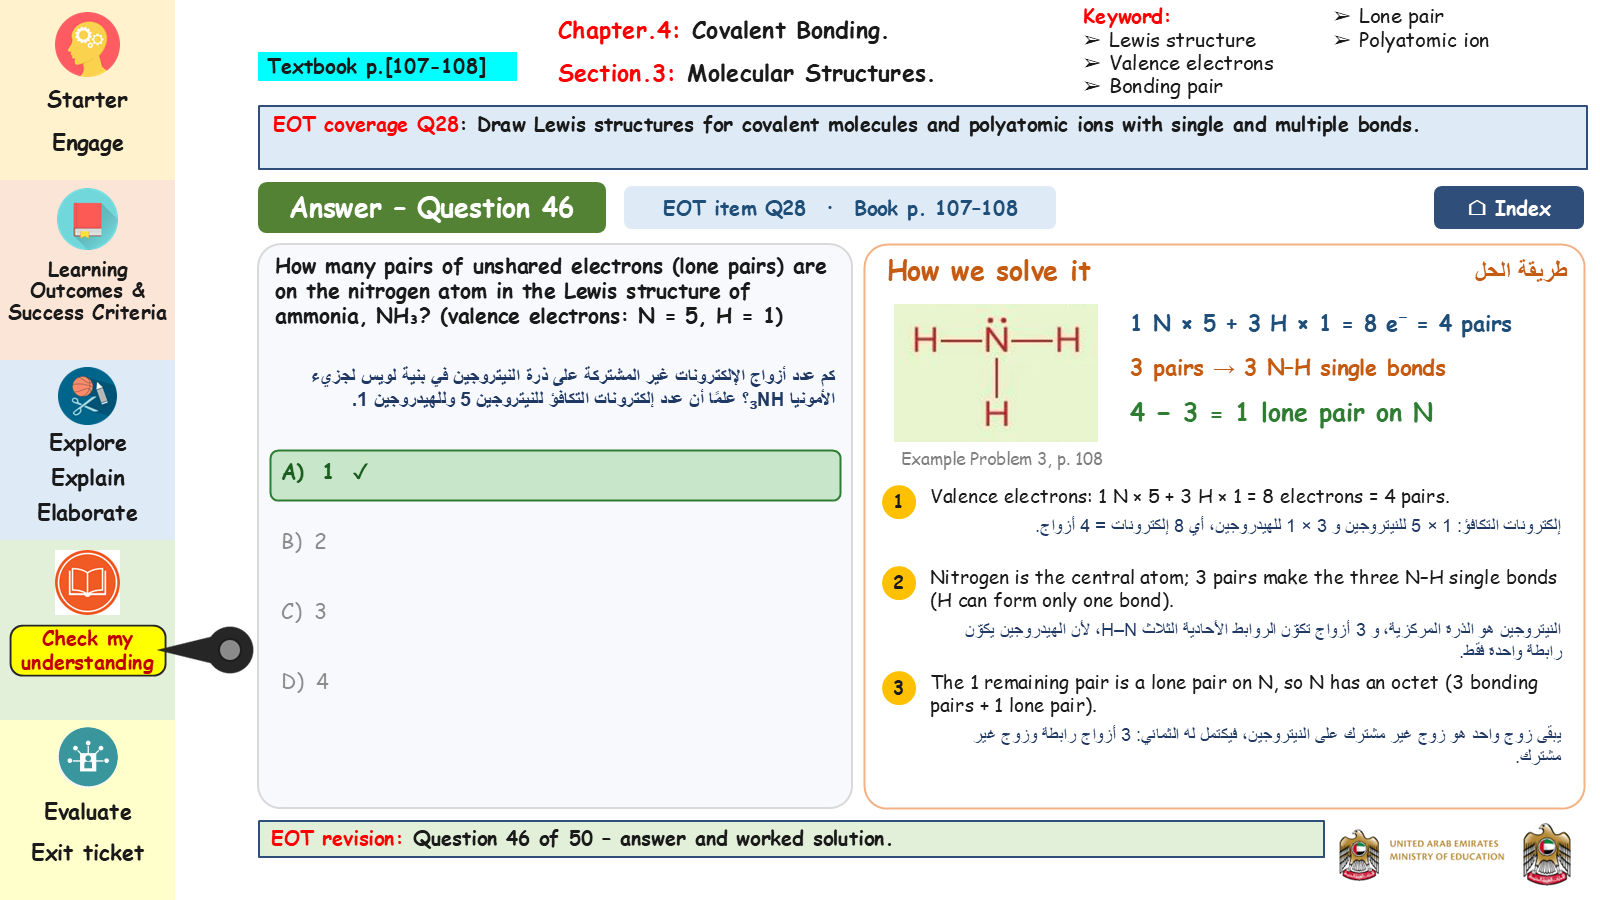 Starter
Engage
Learning
Outcomes &
Success Criteria
Explore
Explain
Elaborate
Check my
understanding
Evaluate
Exit ticket
Textbook p.[107-108]
Chapter.4: Covalent Bonding.
Section.3: Molecular Structures.
Keyword:
➢ Lewis structure
➢ Valence electrons
➢ Bonding pair
➢ Lone pair
➢ Polyatomic ion
EOT coverage Q28: Draw Lewis structures for covalent molecules and polyatomic ions with single and multiple bonds.
Answer – Question 46
EOT item Q28 · Book p. 107–108
☖ Index
How many pairs of unshared electrons (lone pairs) are
on the nitrogen atom in the Lewis structure of
ammonia, NH₃? (valence electrons: N = 5, H = 1)
كم عدد أزواج الإلكترونات غير المشتركة على ذرة النيتروجين في بنية لويس لجزيء
الأمونيا NH₃؟ علمًا أن عدد إلكترونات التكافؤ للنيتروجين 5 وللهيدروجين 1.
A) 1 ✓
B) 2
C) 3
D) 4
How we solve it
طريقة الحل
H—N̈—H
H
Example Problem 3, p. 108
1 N × 5 + 3 H × 1 = 8 e⁻ = 4 pairs
3 pairs → 3 N–H single bonds
4 − 3 = 1 lone pair on N
1
Valence electrons: 1 N × 5 + 3 H × 1 = 8 electrons = 4 pairs.
إلكترونات التكافؤ: 1 × 5 للنيتروجين و 3 × 1 للهيدروجين، أي 8 إلكترونات = 4 أزواج.
2
Nitrogen is the central atom; 3 pairs make the three N–H single bonds
(H can form only one bond).
النيتروجين هو الذرة المركزية، و 3 أزواج تكوّن الروابط الأحادية الثلاث H–N، لأن الهيدروجين يكوّن
رابطة واحدة فقط.
3
The 1 remaining pair is a lone pair on N, so N has an octet (3 bonding
pairs + 1 lone pair).
يبقى زوج واحد هو زوج غير مشترك على النيتروجين، فيكتمل له الثماني: 3 أزواج رابطة وزوج غير
مشترك.
EOT revision: Question 46 of 50 – answer and worked solution.
UNITED ARAB EMIRATES
MINISTRY OF EDUCATION